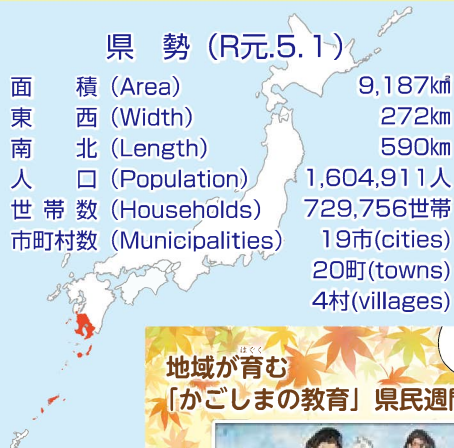 県 勢（R元.5.1）
面 積（Area） 9,187k㎡
東 西（Width） 272km
南 北（Length） 590km
人 口（Population） 1,604,911人
世 帯 数（Households） 729,756世帯
市町村数（Municipalities） 19市(cities)
20町(towns)
4村(villages)
はぐく
地域が育む
「かごしまの教育」県民週